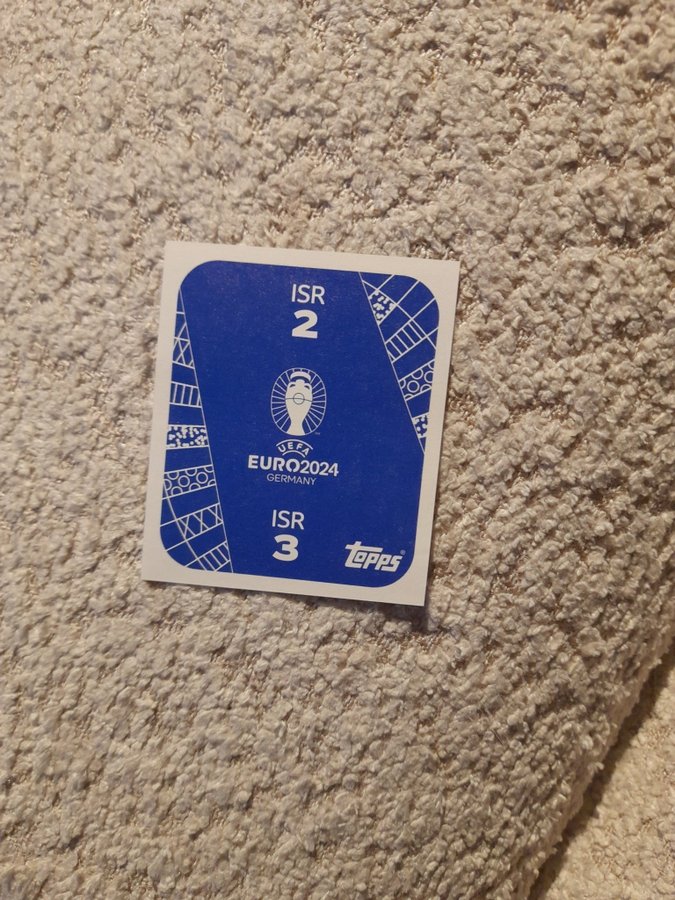 ISR
2
UEFA
EURO2024
GERMANY
ISR
3
Topps